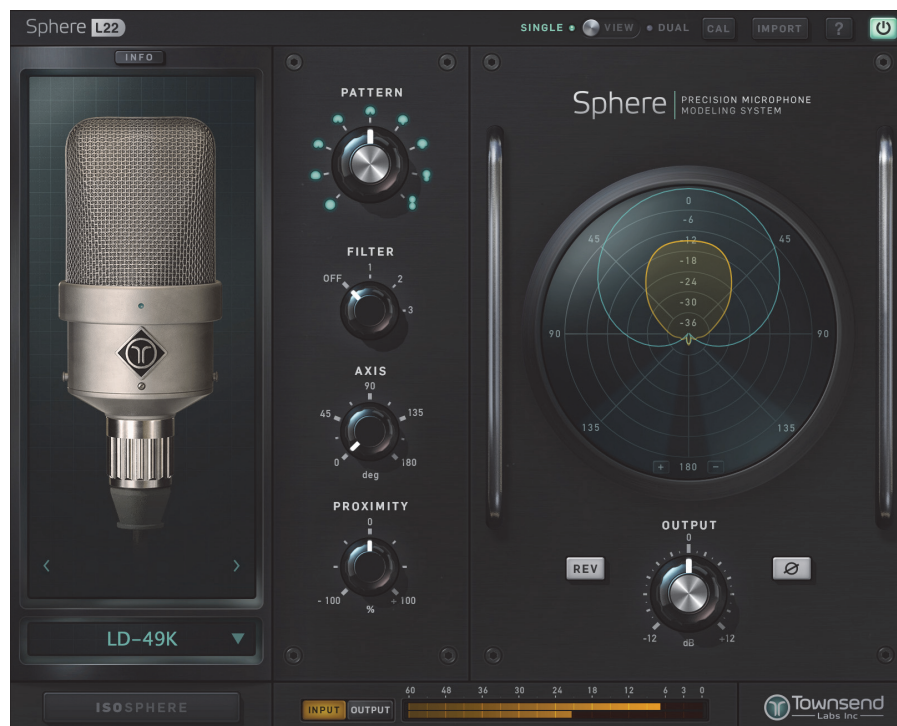 Sphere L22
SINGLE VIEW DUAL CAL IMPORT ?
INFO
PATTERN
FILTER
OFF 1 2 3
AXIS
0 45 90 135 180
deg
PROXIMITY
0
- 100 + 100
%
LD-49K
ISOSPHERE
Sphere PRECISION MICROPHONE
MODELING SYSTEM
0
-6
45 -12 45
-18
-24
-30
-36
90 90
135 135
+ 180 -
OUTPUT
0
REV Ø
-12 dB +12
INPUT OUTPUT
60 48 36 30 24 18 12 6 3 0
Townsend
Labs Inc